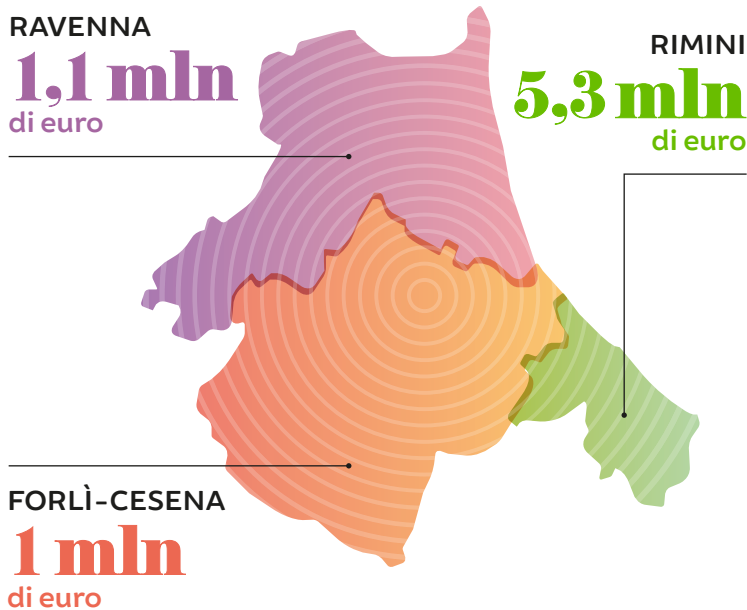 RAVENNA
1,1 mln
di euro
RIMINI
5,3 mln
di euro
FORLÌ-CESENA
1 mln
di euro